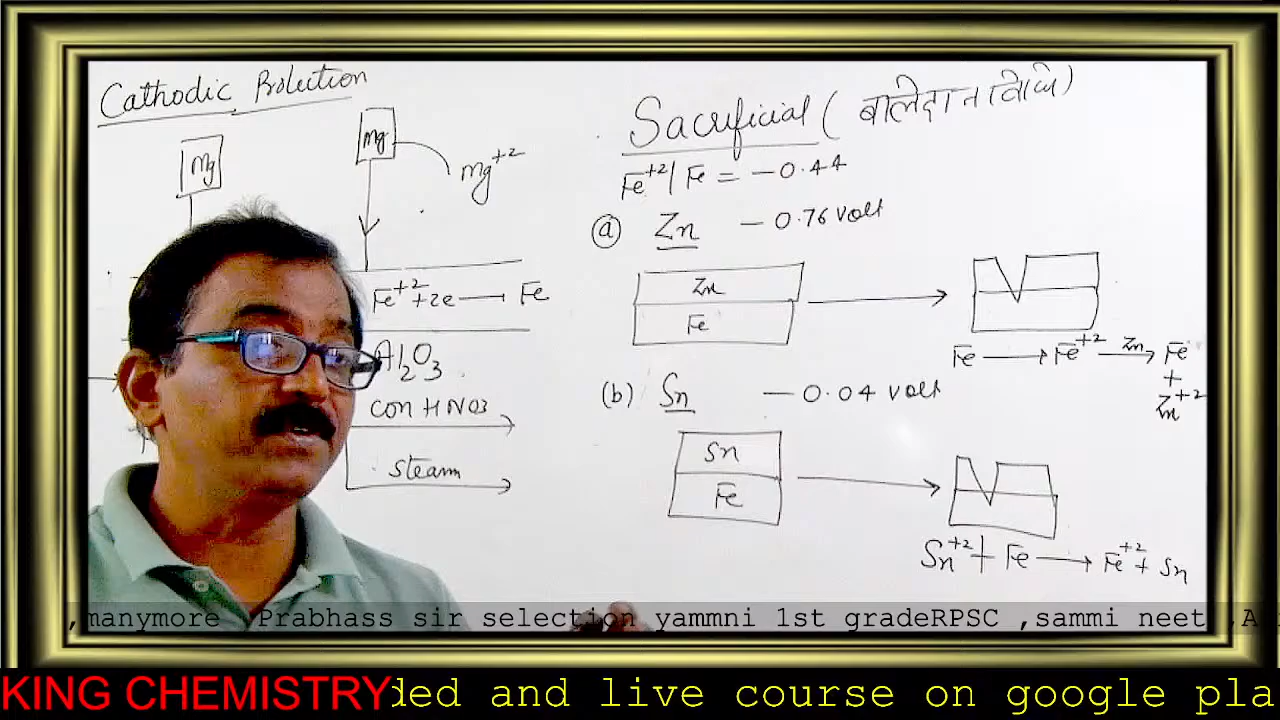 Cathodic Protection
Mg
Mg
Mg+2
Fe+2 +2e → Fe
Al2O3
con HNO3
steam
Sacrificial (बलिदान विधि)
Fe+2/Fe = -0.44
(a) Zn -0.76 volt
Zn
Fe
Fe → Fe+2 Zn→ Fe
+
Zn+2
(b) Sn -0.04 volt
Sn
Fe
Sn+2 + Fe → Fe+2 + Sn
,manymore Prabhass sir selection yammni 1st gradeRPSC ,sammi neet ,A
KING CHEMISTRY
ded and live course on google pla